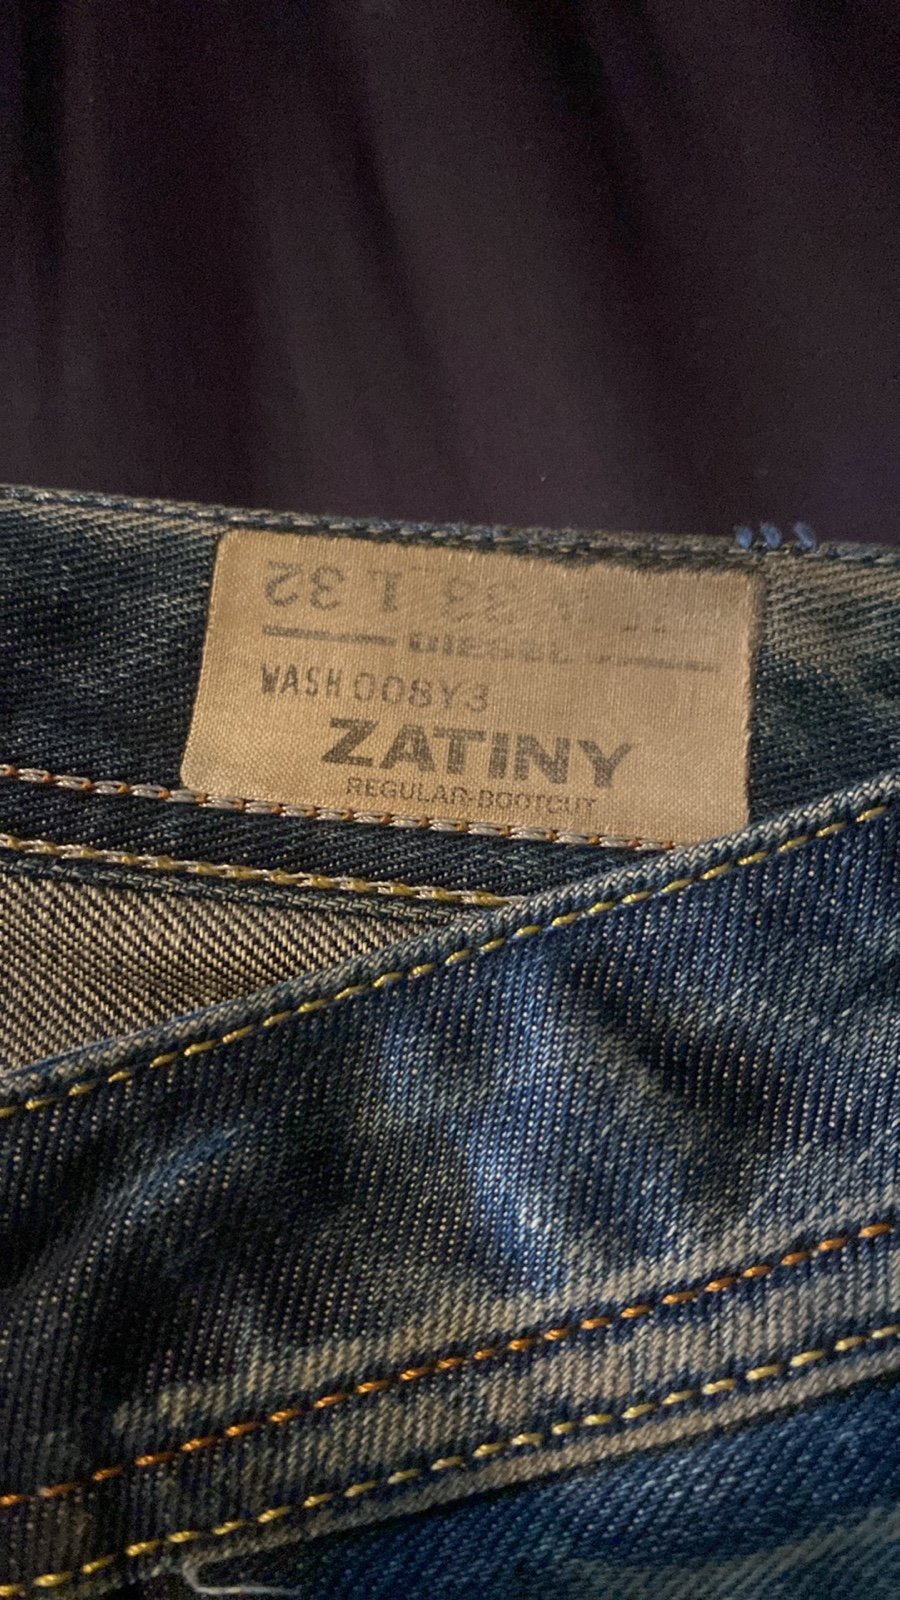 W 33 L 32
DIESEL
WASH 008Y3
ZATINY
REGULAR-BOOTCUT